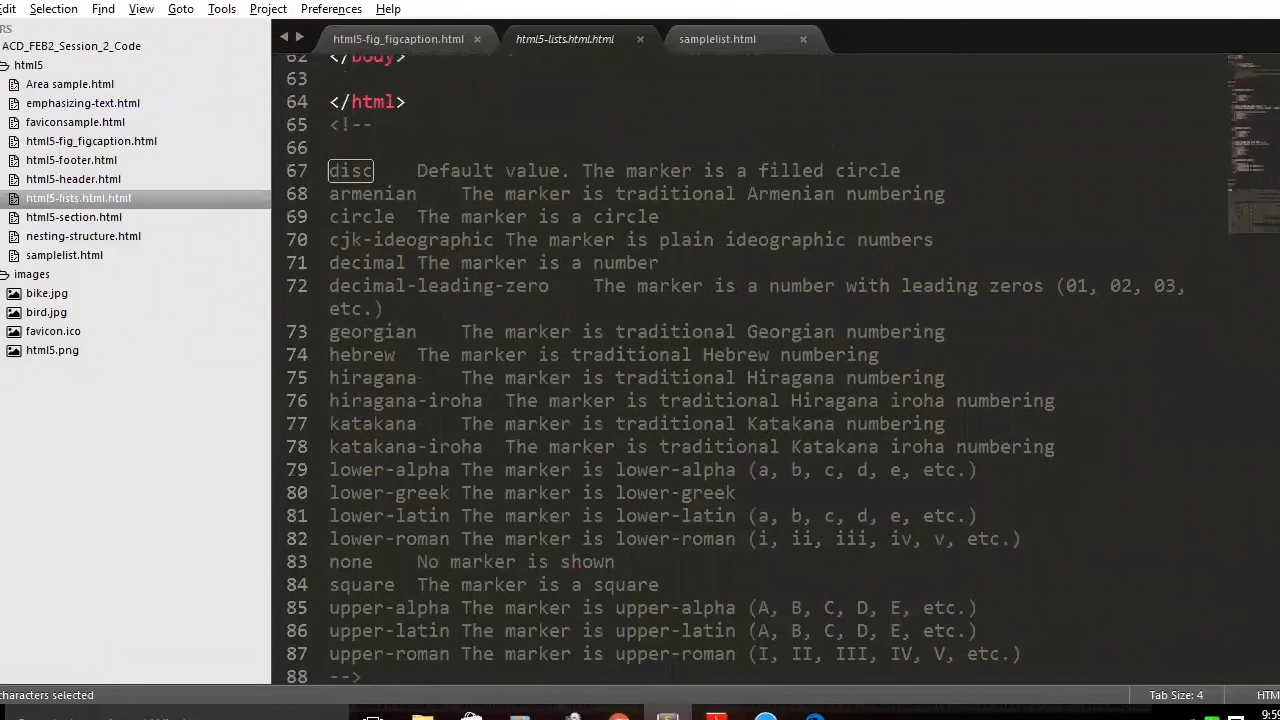 Edit Selection Find View Goto Tools Project Preferences Help
html5-fig_figcaption.html × html5-lists.html.html × samplelist.html ×
RS
ACD_FEB2_Session_2_Code
html5
Area sample.html
emphasizing-text.html
faviconsample.html
html5-fig_figcaption.html
html5-footer.html
html5-header.html
html5-lists.html.html
html5-section.html
nesting-structure.html
samplelist.html
images
bike.jpg
bird.jpg
favicon.ico
html5.png
62 </body>
63
64 </html>
65 <!--
66
67 disc Default value. The marker is a filled circle
68 armenian The marker is traditional Armenian numbering
69 circle The marker is a circle
70 cjk-ideographic The marker is plain ideographic numbers
71 decimal The marker is a number
72 decimal-leading-zero The marker is a number with leading zeros (01, 02, 03,
etc.)
73 georgian The marker is traditional Georgian numbering
74 hebrew The marker is traditional Hebrew numbering
75 hiragana The marker is traditional Hiragana numbering
76 hiragana-iroha The marker is traditional Hiragana iroha numbering
77 katakana The marker is traditional Katakana numbering
78 katakana-iroha The marker is traditional Katakana iroha numbering
79 lower-alpha The marker is lower-alpha (a, b, c, d, e, etc.)
80 lower-greek The marker is lower-greek
81 lower-latin The marker is lower-latin (a, b, c, d, e, etc.)
82 lower-roman The marker is lower-roman (i, ii, iii, iv, v, etc.)
83 none No marker is shown
84 square The marker is a square
85 upper-alpha The marker is upper-alpha (A, B, C, D, E, etc.)
86 upper-latin The marker is upper-latin (A, B, C, D, E, etc.)
87 upper-roman The marker is upper-roman (I, II, III, IV, V, etc.)
88 -->
characters selected Tab Size: 4 HTM